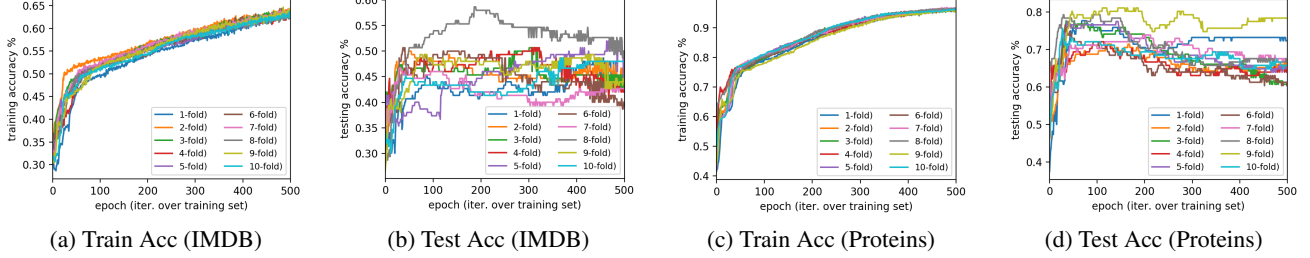 training accuracy %
0.65
0.60
0.55
0.50
0.45
0.40
0.35
0.30
0 100 200 300 400 500
epoch (iter. over training set)
1-fold) 6-fold)
2-fold) 7-fold)
3-fold) 8-fold)
4-fold) 9-fold)
5-fold) 10-fold)
(a) Train Acc (IMDB)
testing accuracy %
0.60
0.55
0.50
0.45
0.40
0.35
0.30
0 100 200 300 400 500
epoch (iter. over training set)
1-fold) 6-fold)
2-fold) 7-fold)
3-fold) 8-fold)
4-fold) 9-fold)
5-fold) 10-fold)
(b) Test Acc (IMDB)
training accuracy %
0.9
0.8
0.7
0.6
0.5
0.4
0 100 200 300 400 500
epoch (iter. over training set)
1-fold) 6-fold)
2-fold) 7-fold)
3-fold) 8-fold)
4-fold) 9-fold)
5-fold) 10-fold)
(c) Train Acc (Proteins)
testing accuracy %
0.8
0.7
0.6
0.5
0.4
0 100 200 300 400 500
epoch (iter. over training set)
1-fold) 6-fold)
2-fold) 7-fold)
3-fold) 8-fold)
4-fold) 9-fold)
5-fold) 10-fold)
(d) Test Acc (Proteins)